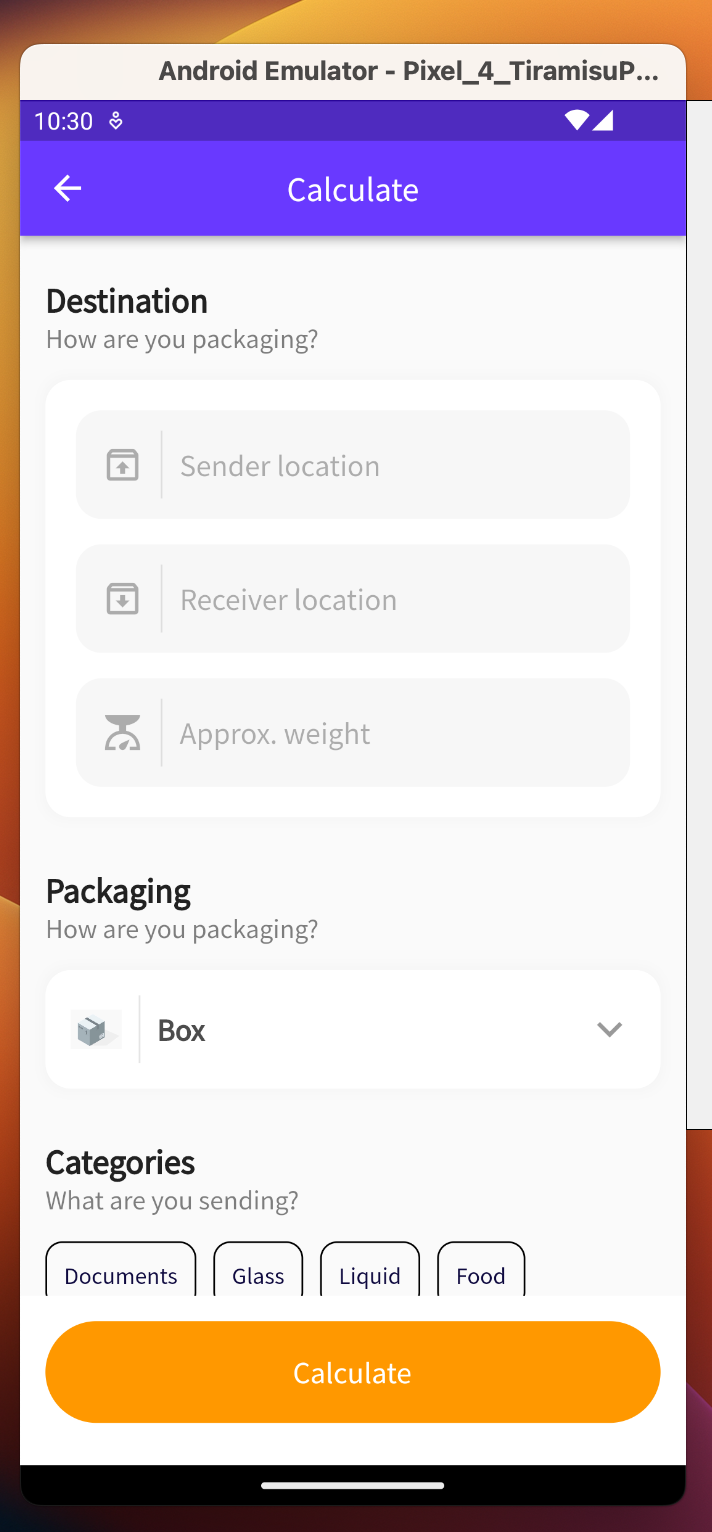 Android Emulator - Pixel_4_TiramisuP...
10:30
Calculate
Destination
How are you packaging?
Sender location
Receiver location
Approx. weight
Packaging
How are you packaging?
Box
Categories
What are you sending?
Documents Glass Liquid Food
Calculate